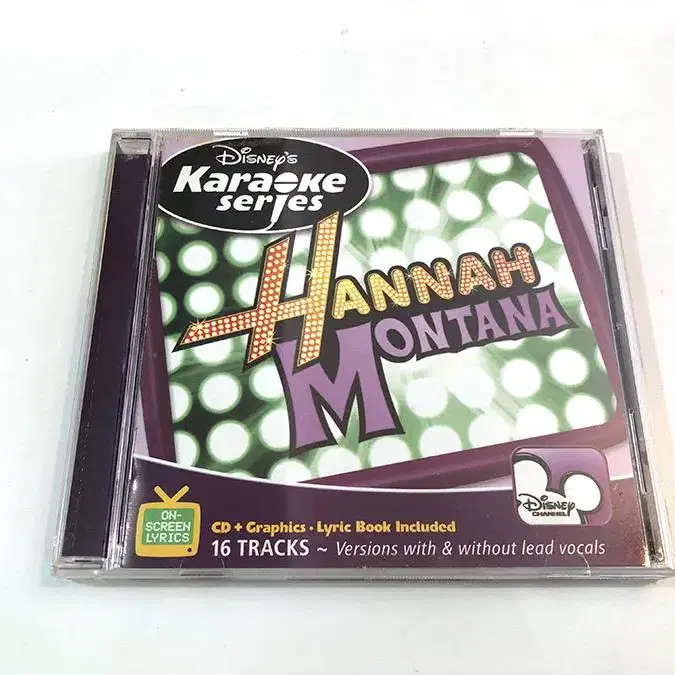 Disney's
Karaoke
series
HANNAH
MONTANA
ON-
SCREEN
LYRICS
CD + Graphics · Lyric Book Included
16 TRACKS ~ Versions with & without lead vocals
Disney
CHANNEL